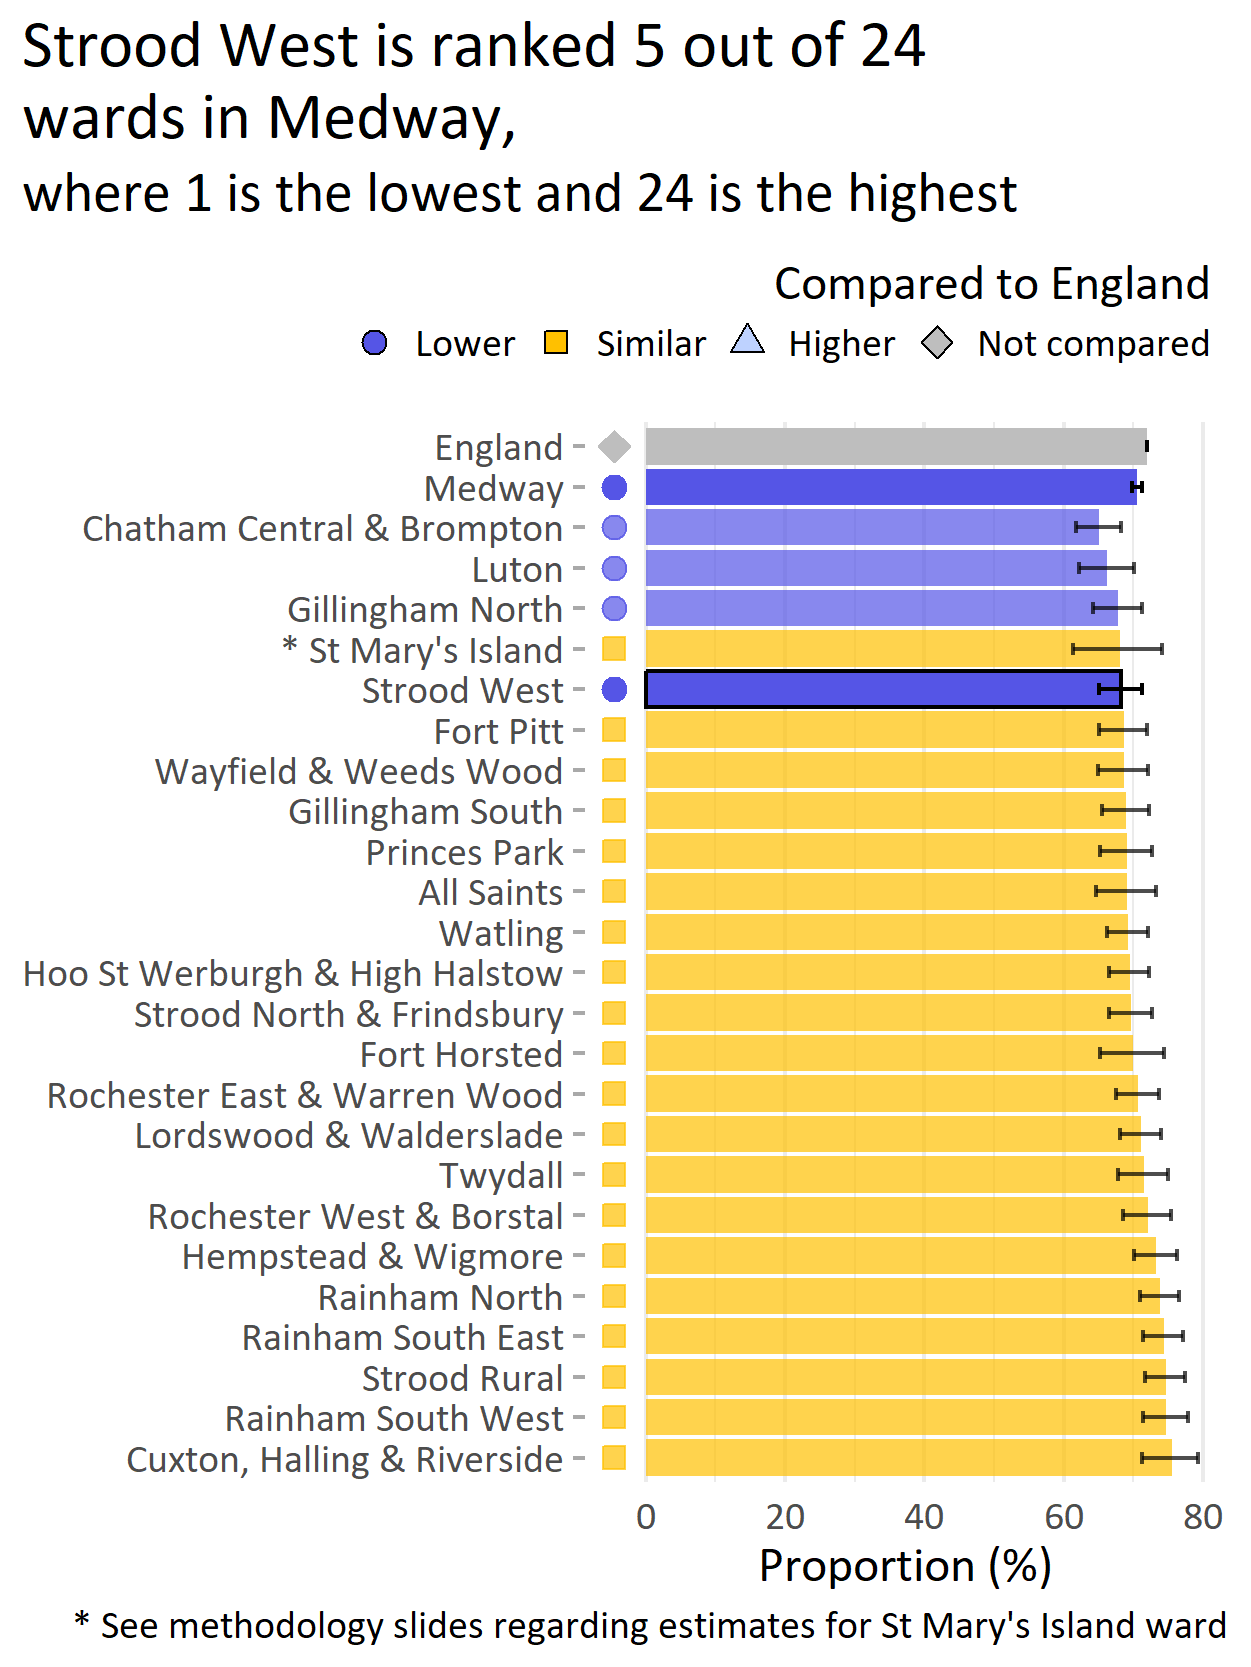 Strood West is ranked 5 out of 24
wards in Medway,
where 1 is the lowest and 24 is the highest
Compared to England
Lower Similar Higher Not compared
England
Medway
Chatham Central & Brompton
Luton
Gillingham North
* St Mary's Island
Strood West
Fort Pitt
Wayfield & Weeds Wood
Gillingham South
Princes Park
All Saints
Watling
Hoo St Werburgh & High Halstow
Strood North & Frindsbury
Fort Horsted
Rochester East & Warren Wood
Lordswood & Walderslade
Twydall
Rochester West & Borstal
Hempstead & Wigmore
Rainham North
Rainham South East
Strood Rural
Rainham South West
Cuxton, Halling & Riverside
0 20 40 60 80
Proportion (%)
* See methodology slides regarding estimates for St Mary's Island ward